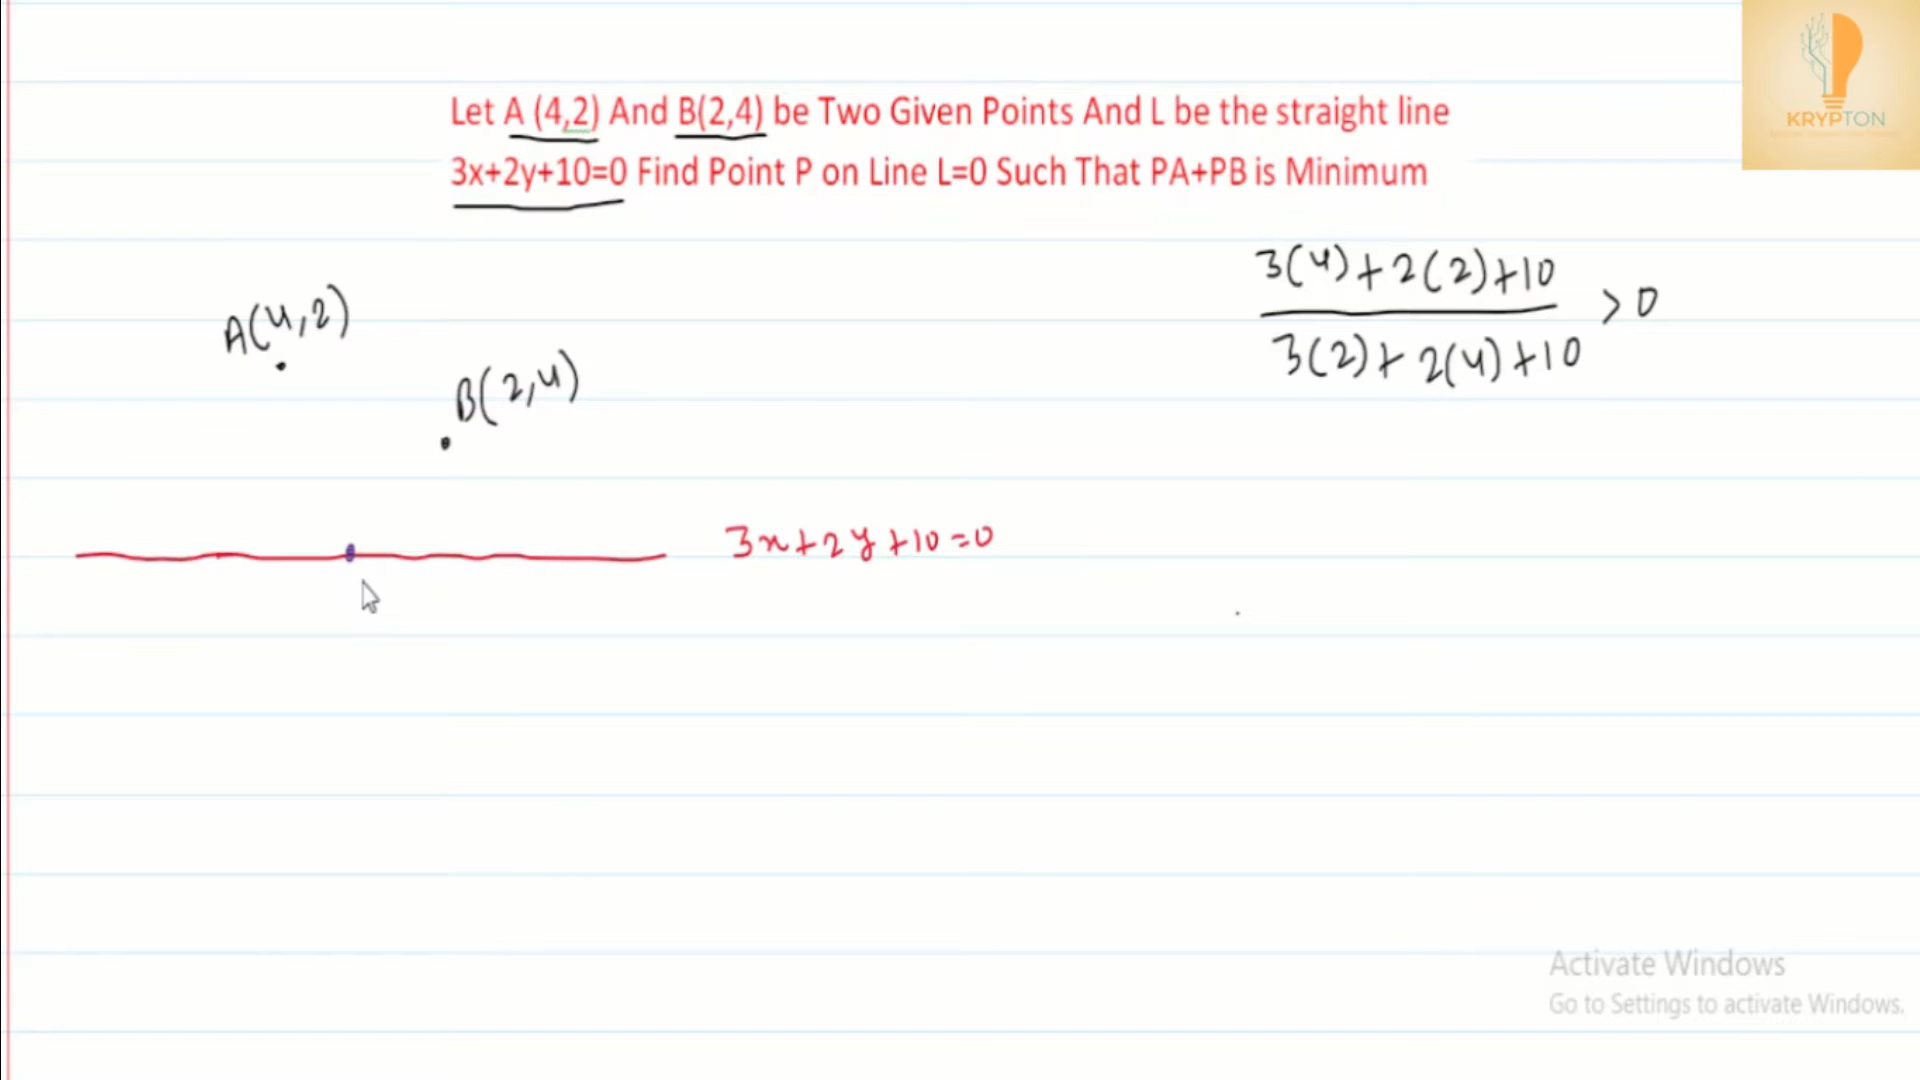 KRYPTON
Let A (4,2) And B(2,4) be Two Given Points And L be the straight line
3x+2y+10=0 Find Point P on Line L=0 Such That PA+PB is Minimum
3(4)+2(2)+10
> 0
3(2)+2(4)+10
A(4,2)
B(2,4)
3x+2y+10=0
Activate Windows
Go to Settings to activate Windows.